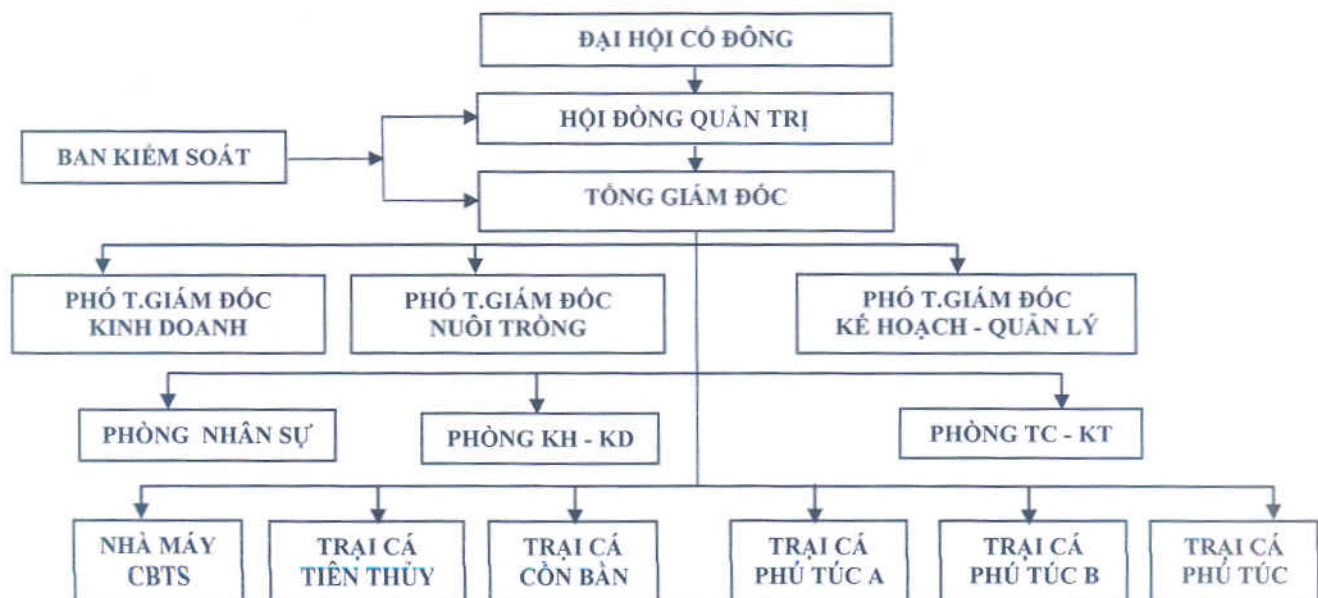 ĐẠI HỘI CỔ ĐÔNG
HỘI ĐỒNG QUẢN TRỊ
BAN KIỂM SOÁT
TỔNG GIÁM ĐỐC
PHÓ T.GIÁM ĐỐC
KINH DOANH
PHÓ T.GIÁM ĐỐC
NUÔI TRỒNG
PHÓ T.GIÁM ĐỐC
KẾ HOẠCH - QUẢN LÝ
PHÒNG NHÂN SỰ
PHÒNG KH - KD
PHÒNG TC - KT
NHÀ MÁY
CBTS
TRẠI CÁ
TIÊN THỦY
TRẠI CÁ
CỒN BẦN
TRẠI CÁ
PHÚ TÚC A
TRẠI CÁ
PHÚ TÚC B
TRẠI CÁ
PHÚ TÚC